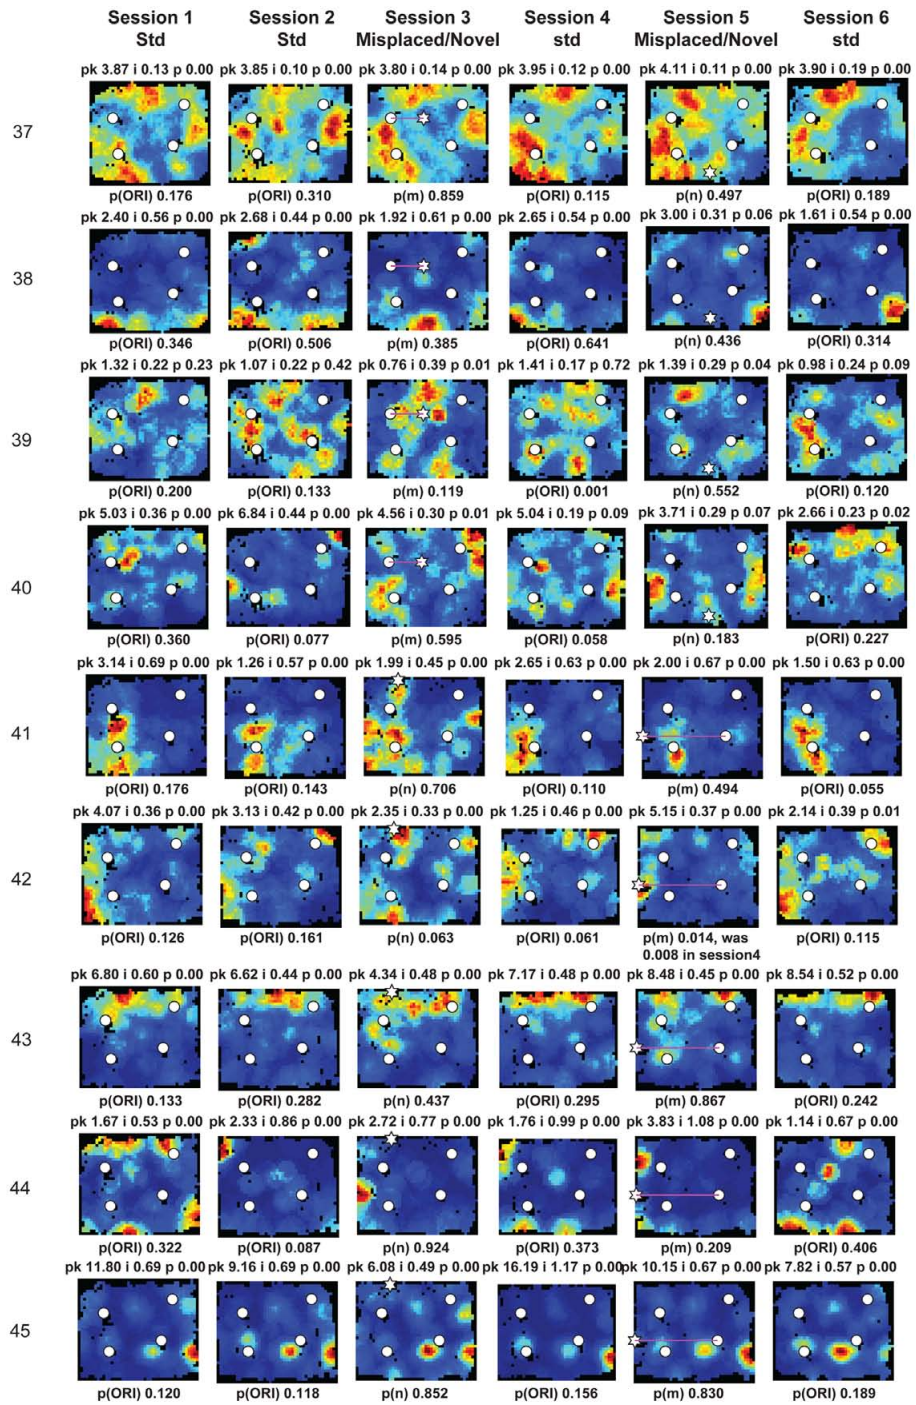 Session 1 Session 2 Session 3 Session 4 Session 5 Session 6
Std Std Misplaced/Novel std Misplaced/Novel std
pk 3.87 i 0.13 p 0.00 pk 3.85 i 0.10 p 0.00 pk 3.80 i 0.14 p 0.00 pk 3.95 i 0.12 p 0.00 pk 4.11 i 0.11 p 0.00 pk 3.90 i 0.19 p 0.00
37
p(ORI) 0.176 p(ORI) 0.310 p(m) 0.859 p(ORI) 0.115 p(n) 0.497 p(ORI) 0.189
pk 2.40 i 0.56 p 0.00 pk 2.68 i 0.44 p 0.00 pk 1.92 i 0.61 p 0.00 pk 2.65 i 0.54 p 0.00 pk 3.00 i 0.31 p 0.06 pk 1.61 i 0.54 p 0.00
38
p(ORI) 0.346 p(ORI) 0.506 p(m) 0.385 p(ORI) 0.641 p(n) 0.436 p(ORI) 0.314
pk 1.32 i 0.22 p 0.23 pk 1.07 i 0.22 p 0.42 pk 0.76 i 0.39 p 0.01 pk 1.41 i 0.17 p 0.72 pk 1.39 i 0.29 p 0.04 pk 0.98 i 0.24 p 0.09
39
p(ORI) 0.200 p(ORI) 0.133 p(m) 0.119 p(ORI) 0.001 p(n) 0.552 p(ORI) 0.120
pk 5.03 i 0.36 p 0.00 pk 6.84 i 0.44 p 0.00 pk 4.56 i 0.30 p 0.01 pk 5.04 i 0.19 p 0.09 pk 3.71 i 0.29 p 0.07 pk 2.66 i 0.23 p 0.02
40
p(ORI) 0.360 p(ORI) 0.077 p(m) 0.595 p(ORI) 0.058 p(n) 0.183 p(ORI) 0.227
pk 3.14 i 0.69 p 0.00 pk 1.26 i 0.57 p 0.00 pk 1.99 i 0.45 p 0.00 pk 2.65 i 0.63 p 0.00 pk 2.00 i 0.67 p 0.00 pk 1.50 i 0.63 p 0.00
41
p(ORI) 0.176 p(ORI) 0.143 p(n) 0.706 p(ORI) 0.110 p(m) 0.494 p(ORI) 0.055
pk 4.07 i 0.36 p 0.00 pk 3.13 i 0.42 p 0.00 pk 2.35 i 0.33 p 0.00 pk 1.25 i 0.46 p 0.00 pk 5.15 i 0.37 p 0.00 pk 2.14 i 0.39 p 0.01
42
p(ORI) 0.126 p(ORI) 0.161 p(n) 0.063 p(ORI) 0.061 p(m) 0.014, was p(ORI) 0.115
0.008 in session4
pk 6.80 i 0.60 p 0.00 pk 6.62 i 0.44 p 0.00 pk 4.34 i 0.48 p 0.00 pk 7.17 i 0.48 p 0.00 pk 8.48 i 0.45 p 0.00 pk 8.54 i 0.52 p 0.00
43
p(ORI) 0.133 p(ORI) 0.282 p(n) 0.437 p(ORI) 0.295 p(m) 0.867 p(ORI) 0.242
pk 1.67 i 0.53 p 0.00 pk 2.33 i 0.86 p 0.00 pk 2.72 i 0.77 p 0.00 pk 1.76 i 0.99 p 0.00 pk 3.83 i 1.08 p 0.00 pk 1.14 i 0.67 p 0.00
44
p(ORI) 0.322 p(ORI) 0.087 p(n) 0.924 p(ORI) 0.373 p(m) 0.209 p(ORI) 0.406
pk 11.80 i 0.69 p 0.00 pk 9.16 i 0.69 p 0.00 pk 6.08 i 0.49 p 0.00 pk 16.19 i 1.17 p 0.00 pk 10.15 i 0.67 p 0.00 pk 7.82 i 0.57 p 0.00
45
p(ORI) 0.120 p(ORI) 0.118 p(n) 0.852 p(ORI) 0.156 p(m) 0.830 p(ORI) 0.189